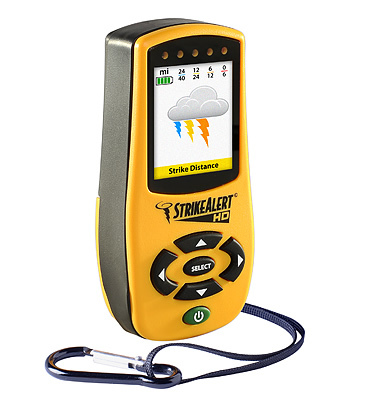 mi 24 12 6 0
40 24 12 6
Strike Distance
STRIKEALERT©
HD
SELECT